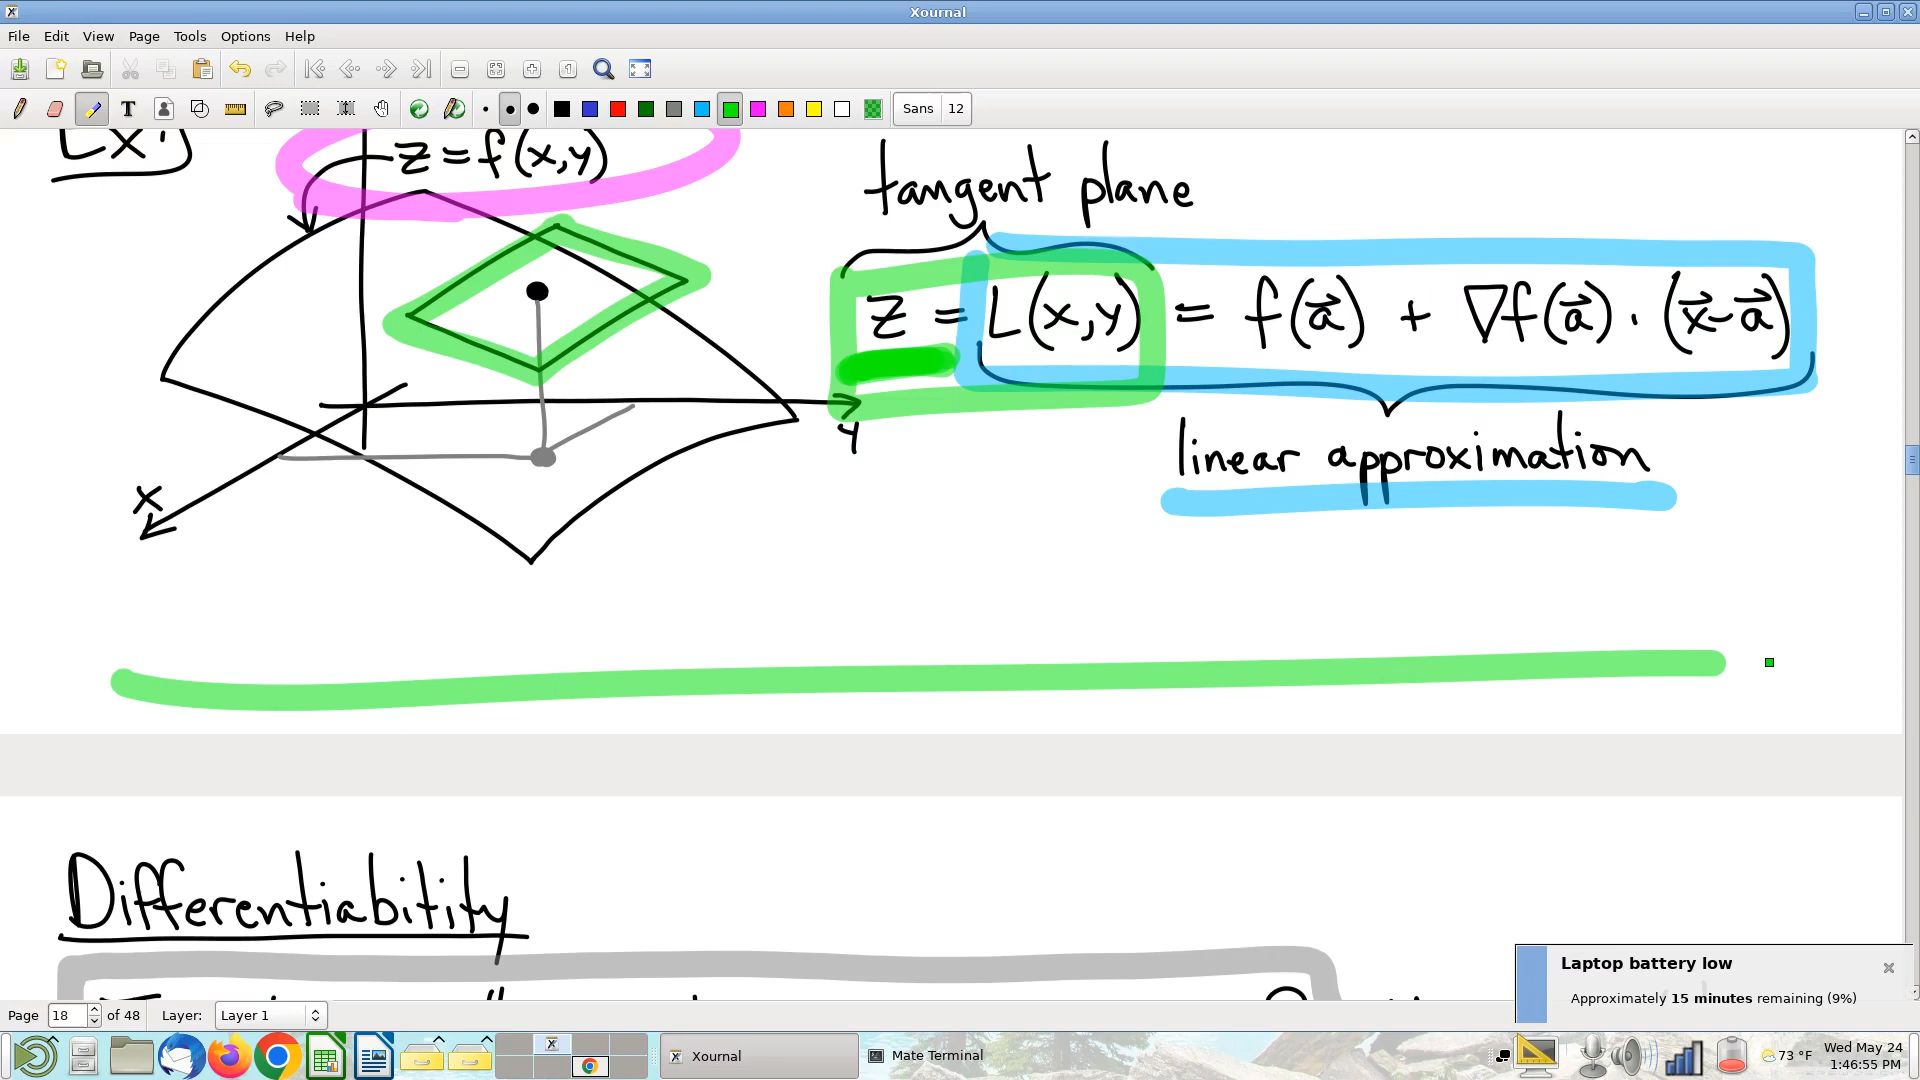 Xournal
File Edit View Page Tools Options Help
Sans 12
Ex:
z = f(x,y)
tangent plane
z = L(x,y) = f(a⃗) + ∇f(a⃗) · (x⃗-a⃗)
y
linear approximation
x
Differentiabitity
Laptop battery low
Approximately 15 minutes remaining (9%)
Page 18 of 48 Layer: Layer 1
Xournal
Mate Terminal
73 °F
Wed May 24
1:46:55 PM